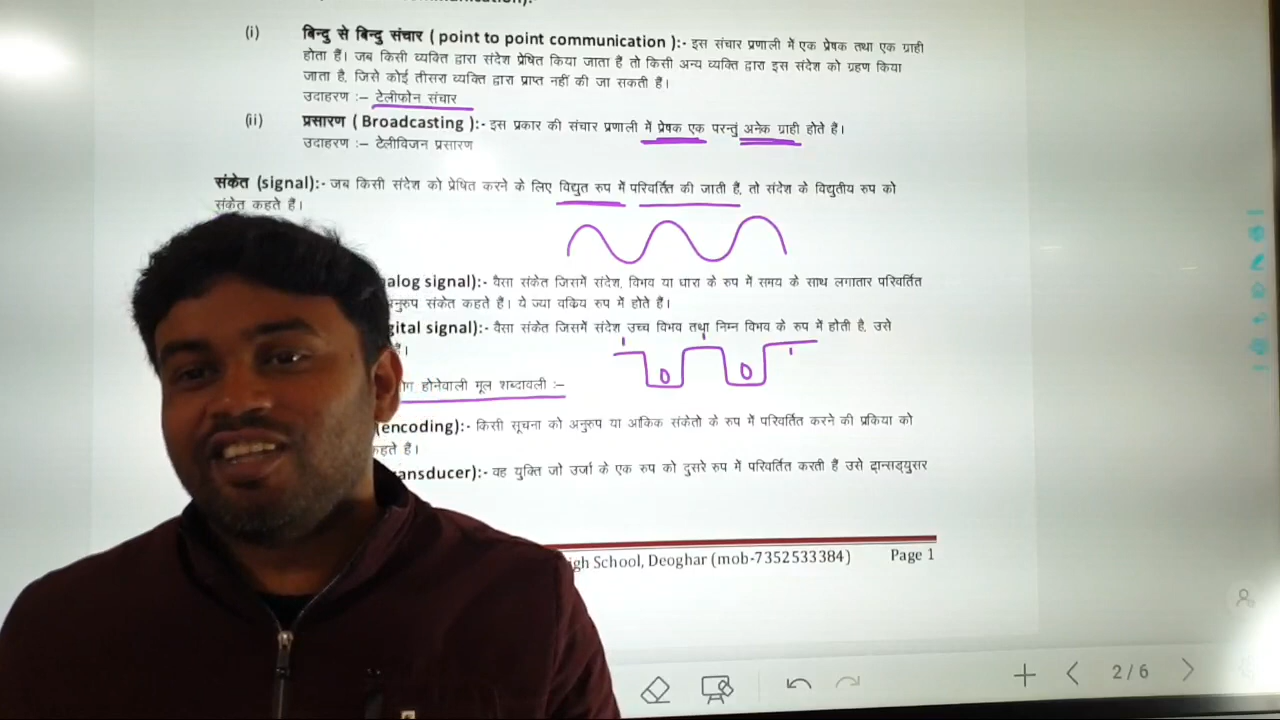 (i) बिन्दु से बिन्दु संचार ( point to point communication ):- इस संचार प्रणाली में एक प्रेषक तथा एक ग्राही
होता हैं। जब किसी व्यक्ति द्वारा संदेश प्रेषित किया जाता हैं तो किसी अन्य व्यक्ति द्वारा इस संदेश को ग्रहण किया
जाता है, जिसे कोई तीसरा व्यक्ति द्वारा प्राप्त नहीं की जा सकती हैं।
उदाहरण :– टेलीफोन संचार
(ii) प्रसारण ( Broadcasting ):- इस प्रकार की संचार प्रणाली में प्रेषक एक परन्तुं अनेक ग्राही होते हैं।
उदाहरण :– टेलीविजन प्रसारण
संकेत (signal):- जब किसी संदेश को प्रेषित करने के लिए विद्युत रुप में परिवर्तित की जाती हैं, तो संदेश के विद्युतीय रुप को
संकेत कहते हैं।
alog signal):- वैसा संकेत जिसमें संदेश, विभव या धारा के रुप में समय के साथ लगातार परिवर्तित
नुरुप संकेत कहते हैं। ये ज्या वक्रिय रुप में होते हैं।
gital signal):- वैसा संकेत जिसमें संदेश उच्च विभव तथा निम्न विभव के रुप में होती है, उसे
हैं।
1 1 1
0 0
होनेवाली मूल शब्दावली :–
(encoding):- किसी सूचना को अनुरुप या आंकिक संकेतो के रुप में परिवर्तित करने की प्रकिया को
कहते हैं।
ansducer):- वह युक्ति जो उर्जा के एक रुप को दुसरे रुप में परिवर्तित करती हैं उसे ट्रान्सड्युसर
gh School, Deoghar (mob-7352533384) Page 1
2/6